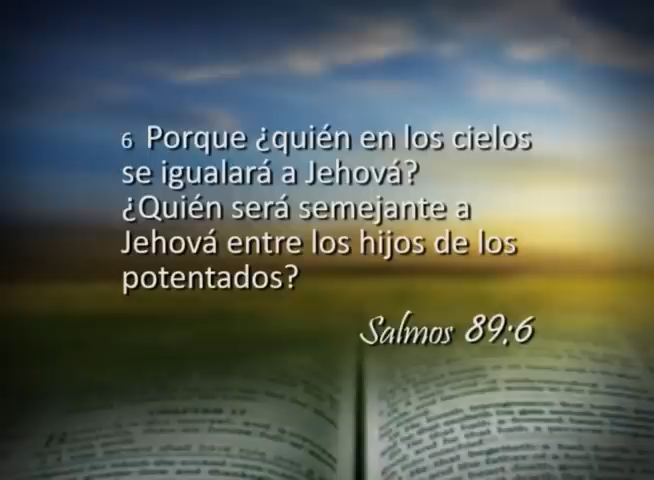 6 Porque ¿quién en los cielos
se igualará a Jehová?
¿Quién será semejante a
Jehová entre los hijos de los
potentados?
Salmos 89:6